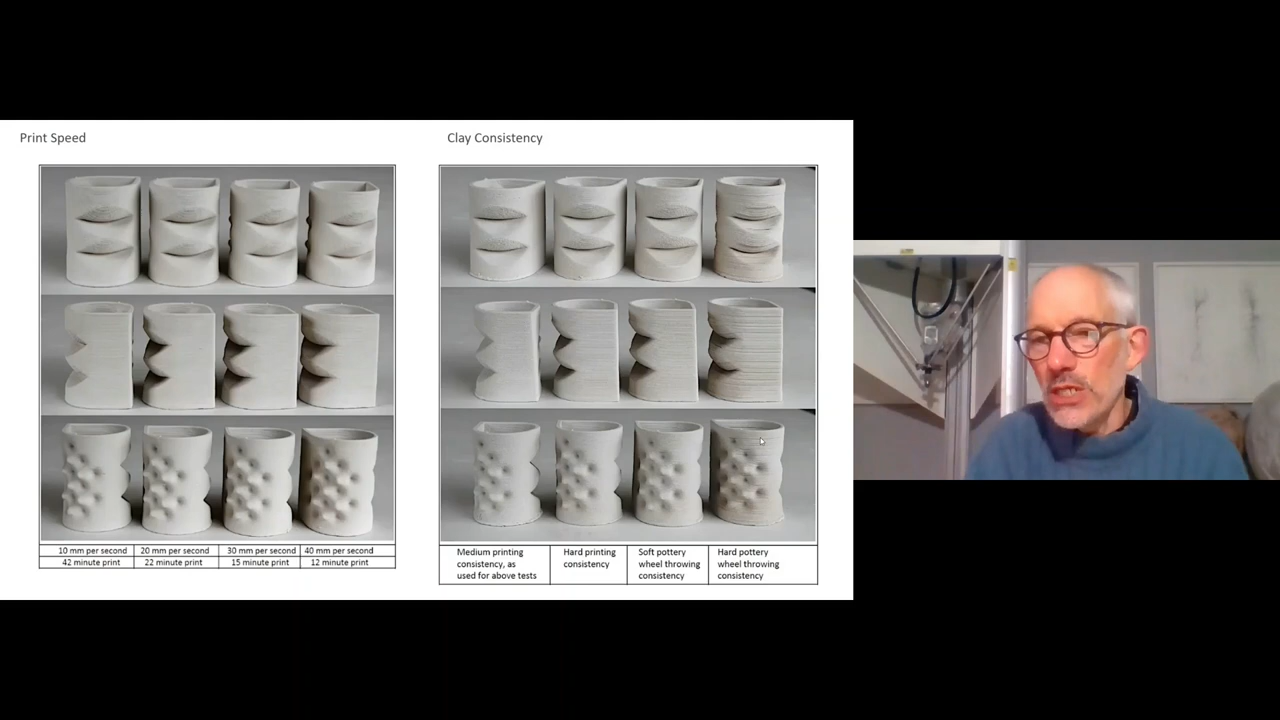 Print Speed
10 mm per second 20 mm per second 30 mm per second 40 mm per second
42 minute print 22 minute print 15 minute print 12 minute print
Clay Consistency
Medium printing
consistency, as
used for above tests
Hard printing
consistency
Soft pottery
wheel throwing
consistency
Hard pottery
wheel throwing
consistency